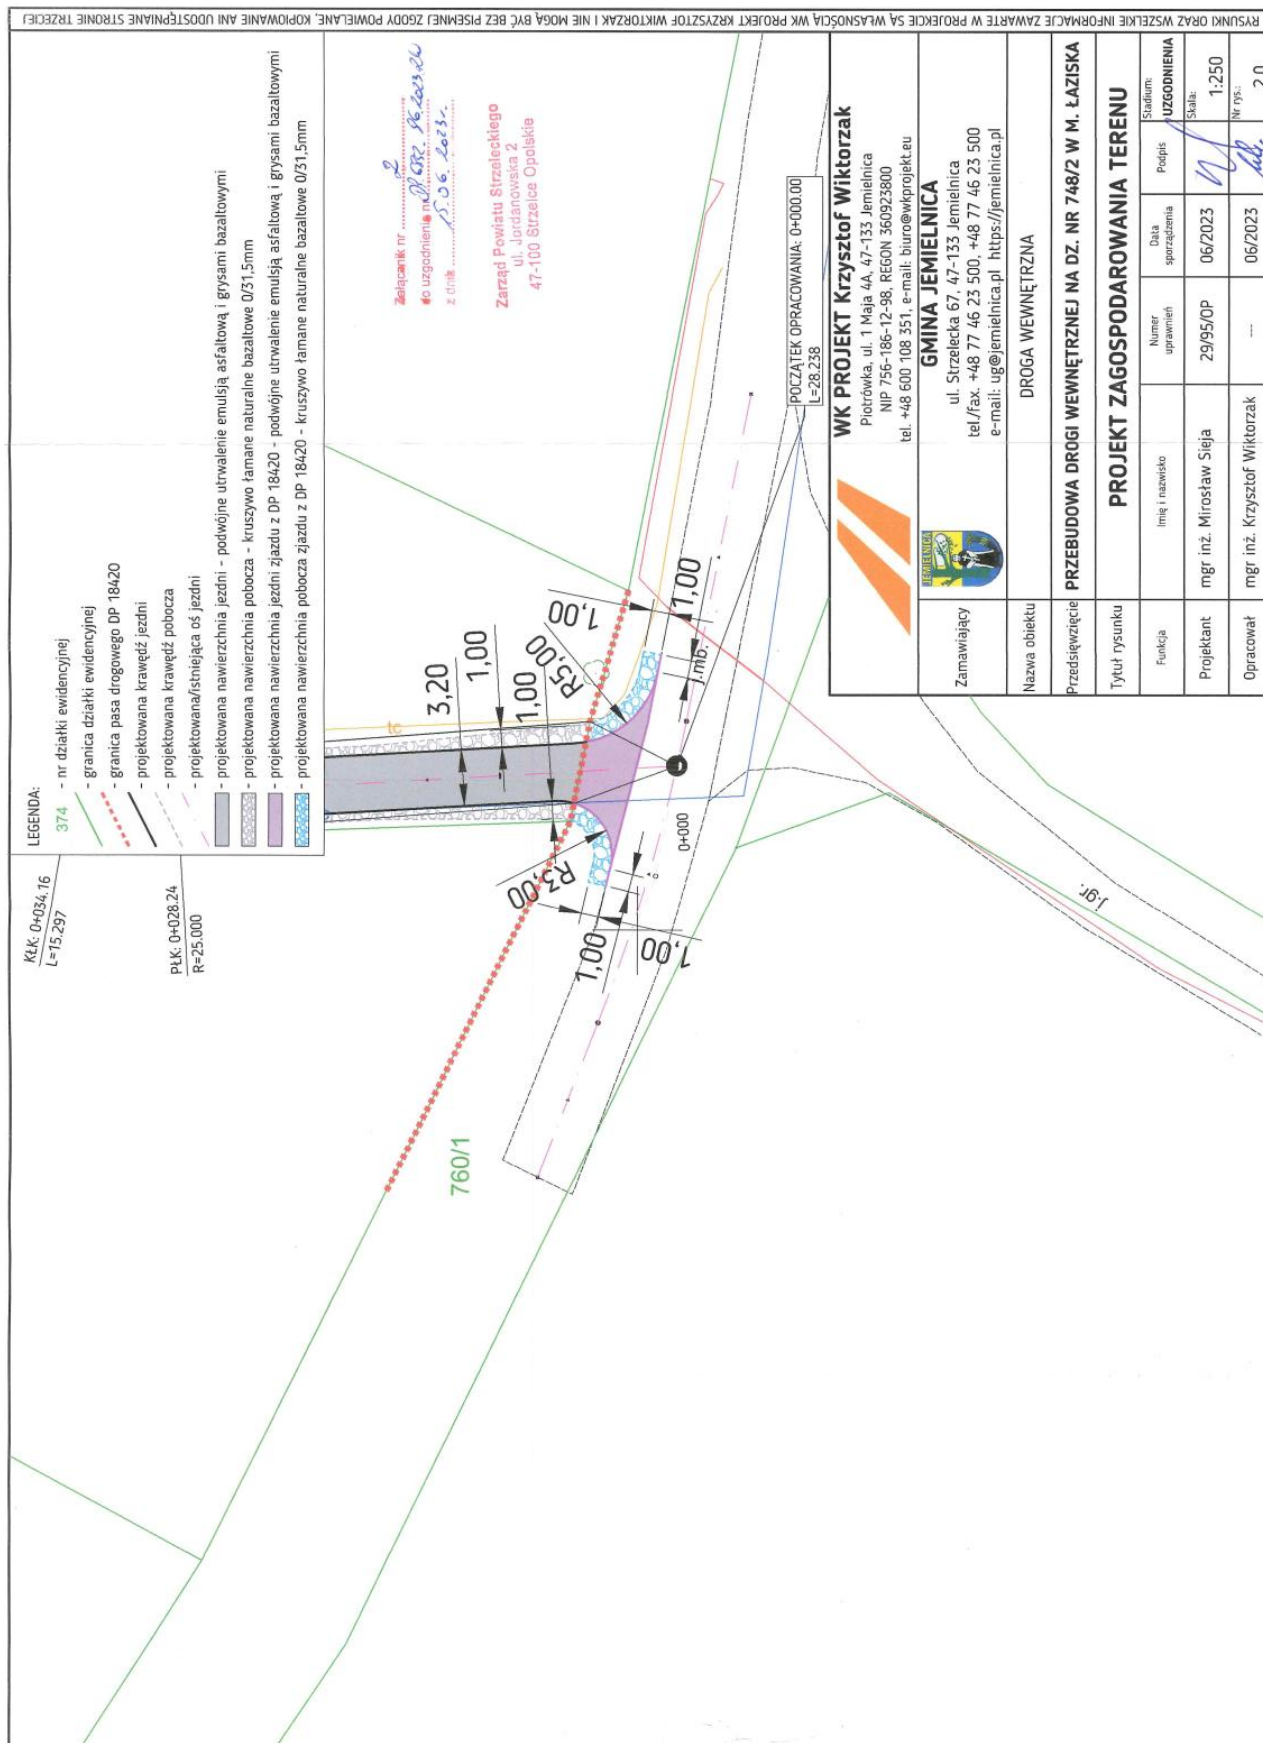 RYSUNKI ORAZ WSZELKIE INFORMACJE ZAWARTE W PROJEKCIE SĄ WŁASNOŚCIĄ WK PROJEKT KRZYSZTOF WIKTORZAK I NIE MOGĄ BYĆ BEZ PISEMNEJ ZGODY POWIELANE, KOPIOWANE ANI UDOSTĘPNIANE STRONIE TRZECIEJ
LEGENDA:
374 - nr działki ewidencyjnej
- granica działki ewidencyjnej
- granica pasa drogowego DP 18420
- projektowana krawędź jezdni
- projektowana krawędź pobocza
- projektowana/istniejąca oś jezdni
- projektowana nawierzchnia jezdni - podwójne utrwalenie emulsją asfaltową i grysami bazaltowymi
- projektowana nawierzchnia pobocza - kruszywo łamane naturalne bazaltowe 0/31,5mm
- projektowana nawierzchnia jezdni zjazdu z DP 18420 - podwójne utrwalenie emulsją asfaltową i grysami bazaltowymi
- projektowana nawierzchnia pobocza zjazdu z DP 18420 - kruszywo łamane naturalne bazaltowe 0/31,5mm
KŁK: 0+034.16
L=15.297
PŁK: 0+028.24
R=25.000
Załącznik nr 2
do uzgodnienia nr
z dnia 15.06.2023r.
Zarząd Powiatu Strzeleckiego
ul. Jordanowska 2
47-100 Strzelce Opolskie
tc
3,20
1,00
1,00
R5,00
1,00
1,00
j.mb.
R3,00
1,00
1,00
0+000
760/1
j.gr.
POCZĄTEK OPRACOWANIA: 0+000.00
L=28.238
WK PROJEKT Krzysztof Wiktorzak
Piotrówka, ul. 1 Maja 4A, 47-133 Jemielnica
NIP 756-186-12-98, REGON 360923800
tel. +48 600 108 351, e-mail: biuro@wkprojekt.eu
Zamawiający
JEMIELNICA
GMINA JEMIELNICA
ul. Strzelecka 67, 47-133 Jemielnica
tel./fax. +48 77 46 23 500, +48 77 46 23 500
e-mail: ug@jemielnica.pl https://jemielnica.pl
Nazwa obiektu DROGA WEWNĘTRZNA
Przedsięwzięcie PRZEBUDOWA DROGI WEWNĘTRZNEJ NA DZ. NR 748/2 W M. ŁAZISKA
Tytuł rysunku PROJEKT ZAGOSPODAROWANIA TERENU
Funkcja Imię i nazwisko Numer uprawnień Data sporządzenia Podpis Stadium: UZGODNIENIA
Projektant mgr inż. Mirosław Sieja 29/95/OP 06/2023 Skala: 1:250
Opracował mgr inż. Krzysztof Wiktorzak --- 06/2023 Nr rys.: 2.0